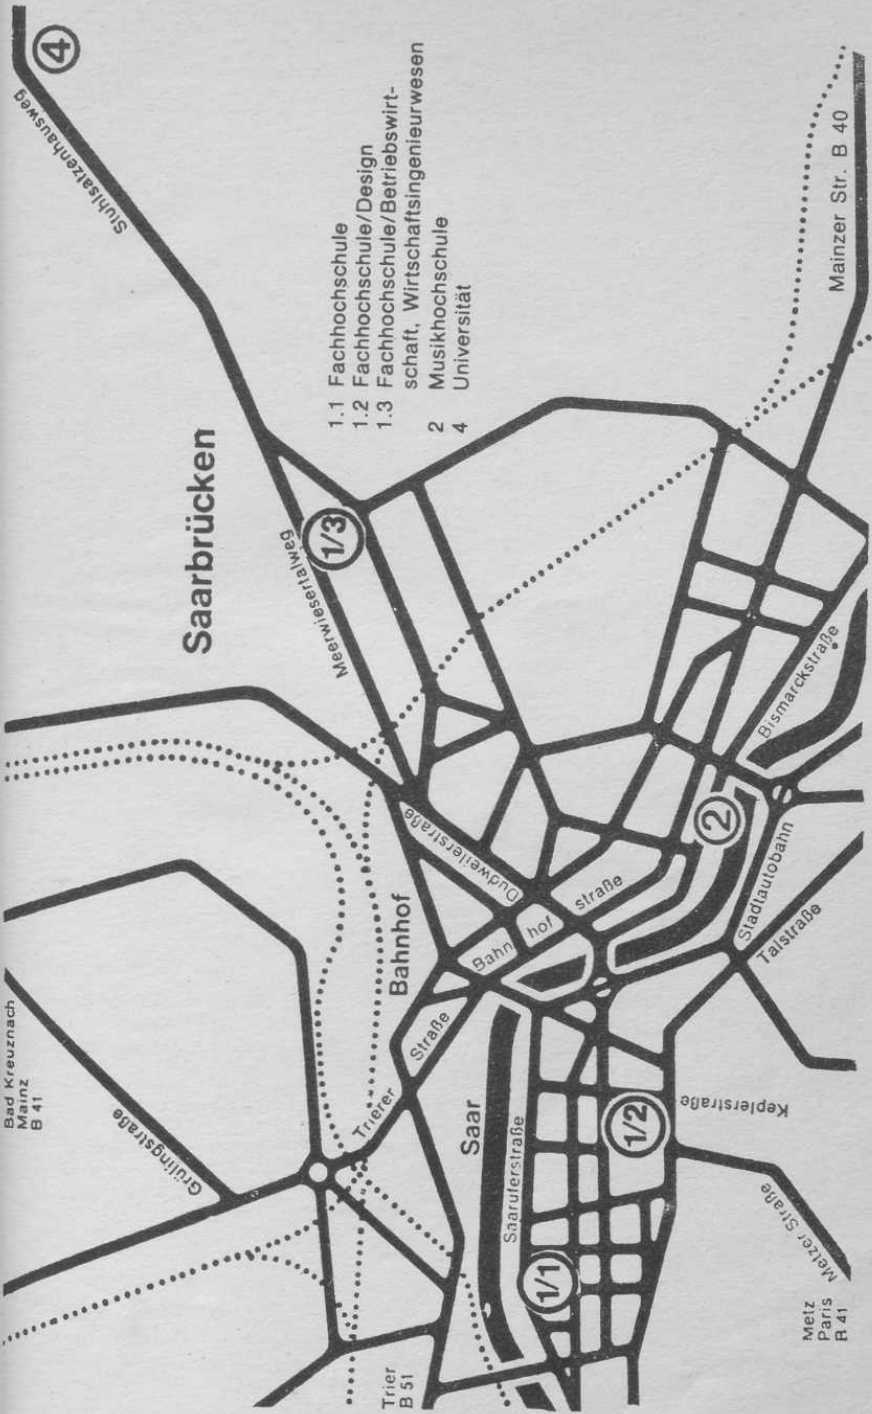 Saarbrücken
1.1 Fachhochschule
1.2 Fachhochschule/Design
1.3 Fachhochschule/Betriebswirt-
schaft, Wirtschaftsingenieurwesen
2 Musikhochschule
4 Universität
Bad Kreuznach
Mainz
B 41
Grülingstraße
Stuhlsatzenhausweg
4
Meerwiesertalweg
1/3
Bahnhof
Dudweilerstraße
Trierer
Straße
Bahn
hof
straße
Saar
Saaruferstraße
1/1
1/2
2
Keplerstraße
Stadtautobahn
Talstraße
Bismarckstraße
Mainzer Str. B 40
Metzer Straße
Trier
B 51
Metz
Paris
R 41